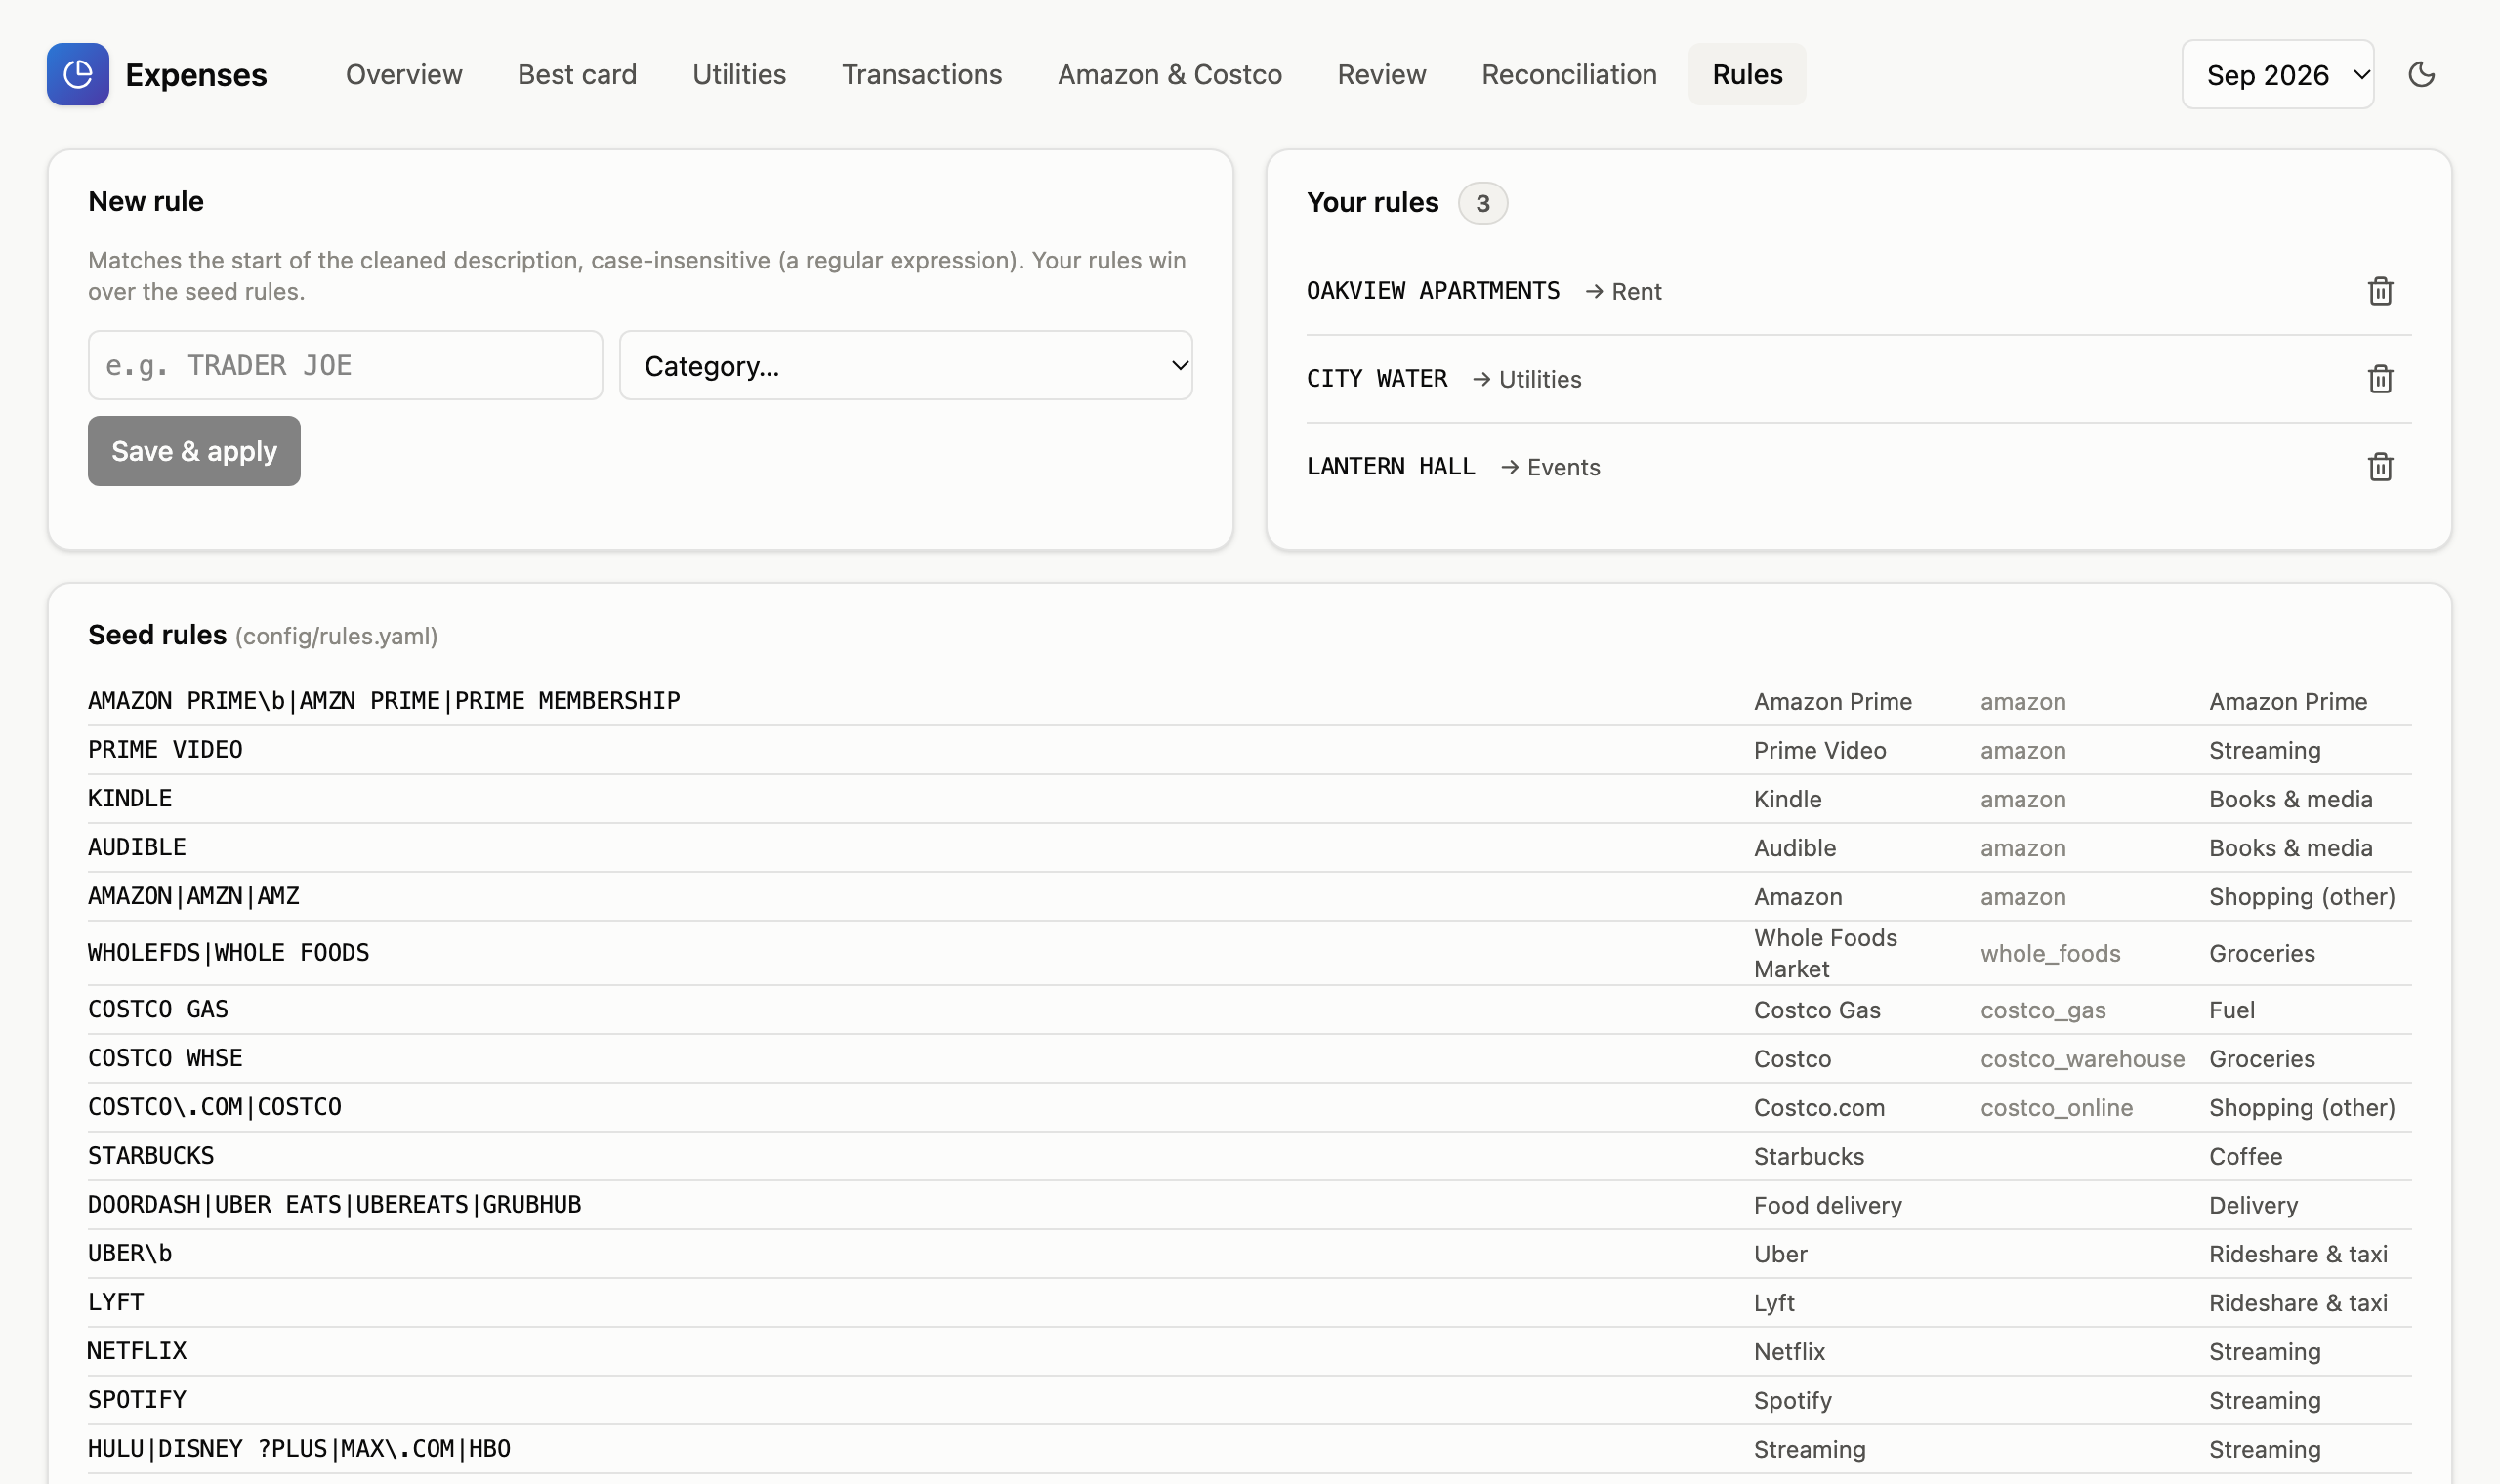 Expenses Overview Best card Utilities Transactions Amazon & Costco Review Reconciliation Rules Sep 2026
New rule
Matches the start of the cleaned description, case-insensitive (a regular expression). Your rules win
over the seed rules.
e.g. TRADER JOE Category...
Save & apply
Your rules 3
OAKVIEW APARTMENTS → Rent
CITY WATER → Utilities
LANTERN HALL → Events
Seed rules (config/rules.yaml)
AMAZON PRIME\b|AMZN PRIME|PRIME MEMBERSHIP Amazon Prime amazon Amazon Prime
PRIME VIDEO Prime Video amazon Streaming
KINDLE Kindle amazon Books & media
AUDIBLE Audible amazon Books & media
AMAZON|AMZN|AMZ Amazon amazon Shopping (other)
WHOLEFDS|WHOLE FOODS Whole Foods Market whole_foods Groceries
COSTCO GAS Costco Gas costco_gas Fuel
COSTCO WHSE Costco costco_warehouse Groceries
COSTCO\.COM|COSTCO Costco.com costco_online Shopping (other)
STARBUCKS Starbucks Coffee
DOORDASH|UBER EATS|UBEREATS|GRUBHUB Food delivery Delivery
UBER\b Uber Rideshare & taxi
LYFT Lyft Rideshare & taxi
NETFLIX Netflix Streaming
SPOTIFY Spotify Streaming
HULU|DISNEY ?PLUS|MAX\.COM|HBO Streaming Streaming